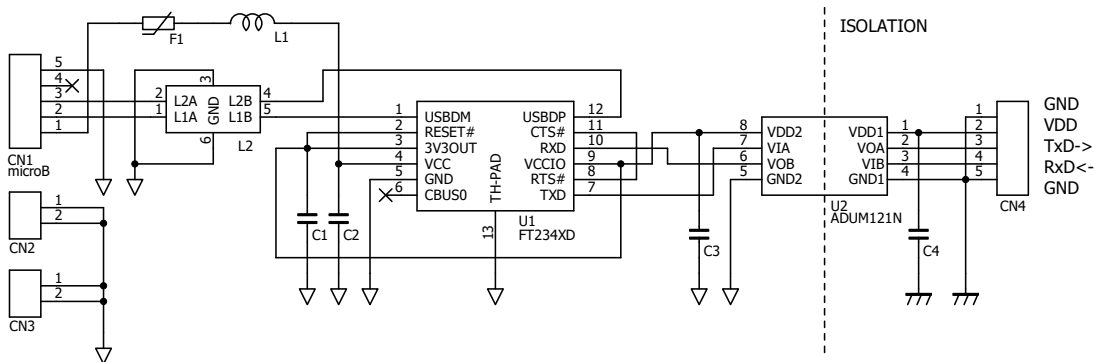 ISOLATION
F1
L1
5
4
3
2
1
CN1
microB
2
1
L2A
L1A
GND
3
6
L2B
L1B
4
5
L2
1
2
3
4
5
6
USBDM
RESET#
3V3OUT
VCC
GND
CBUS0
TH-PAD
13
USBDP
CTS#
RXD
VCCIO
RTS#
TXD
12
11
10
9
8
7
U1
FT234XD
C1
C2
C3
8
7
6
5
VDD2
VIA
VOB
GND2
VDD1
VOA
VIB
GND1
1
2
3
4
U2
ADUM121N
C4
1
2
3
4
5
CN4
GND
VDD
TxD->
RxD<-
GND
1
2
CN2
1
2
CN3